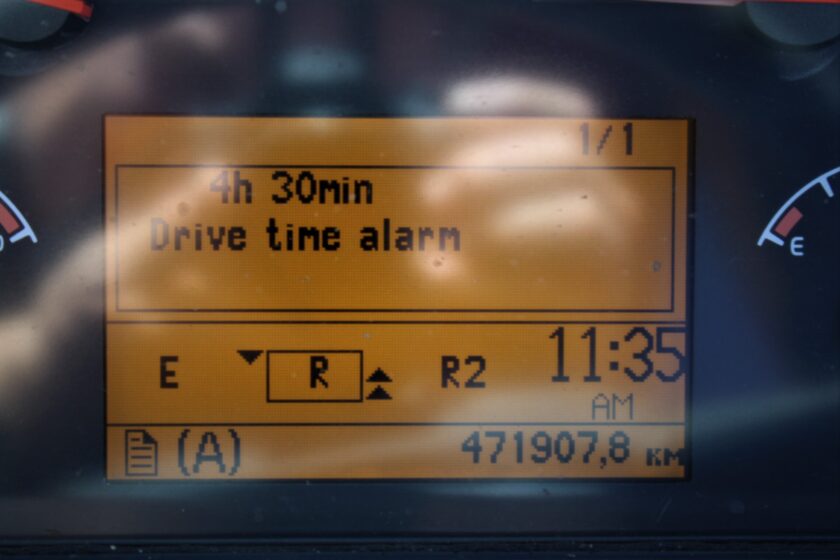 1/1
4h 30min
Drive time alarm
E R R2 11:35
AM
(A) 471907,8 KM
E